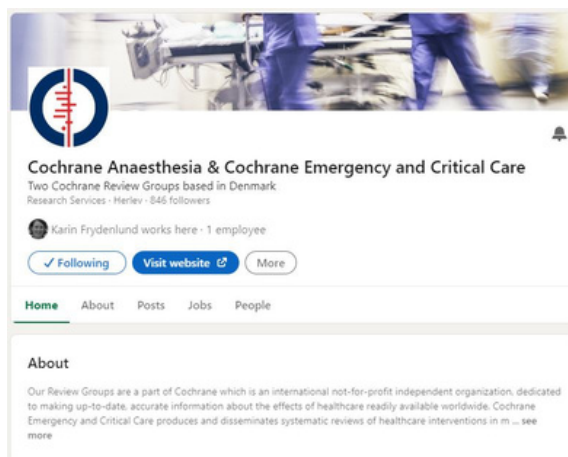 Cochrane Anaesthesia & Cochrane Emergency and Critical Care
Two Cochrane Review Groups based in Denmark
Research Services · Herlev · 846 followers
Karin Frydenlund works here · 1 employee
✓ Following Visit website More
Home About Posts Jobs People
About
Our Review Groups are a part of Cochrane which is an international not-for-profit independent organization, dedicated
to making up-to-date, accurate information about the effects of healthcare readily available worldwide. Cochrane
Emergency and Critical Care produces and disseminates systematic reviews of healthcare interventions in m ... see
more